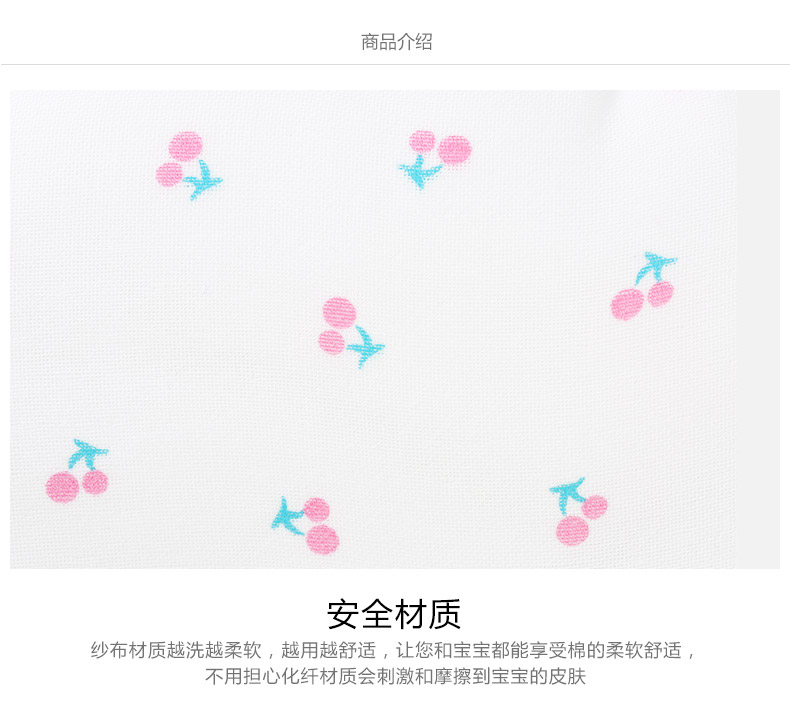 商品介绍
安全材质
纱布材质越洗越柔软，越用越舒适，让您和宝宝都能享受棉的柔软舒适，
不用担心化纤材质会刺激和摩擦到宝宝的皮肤